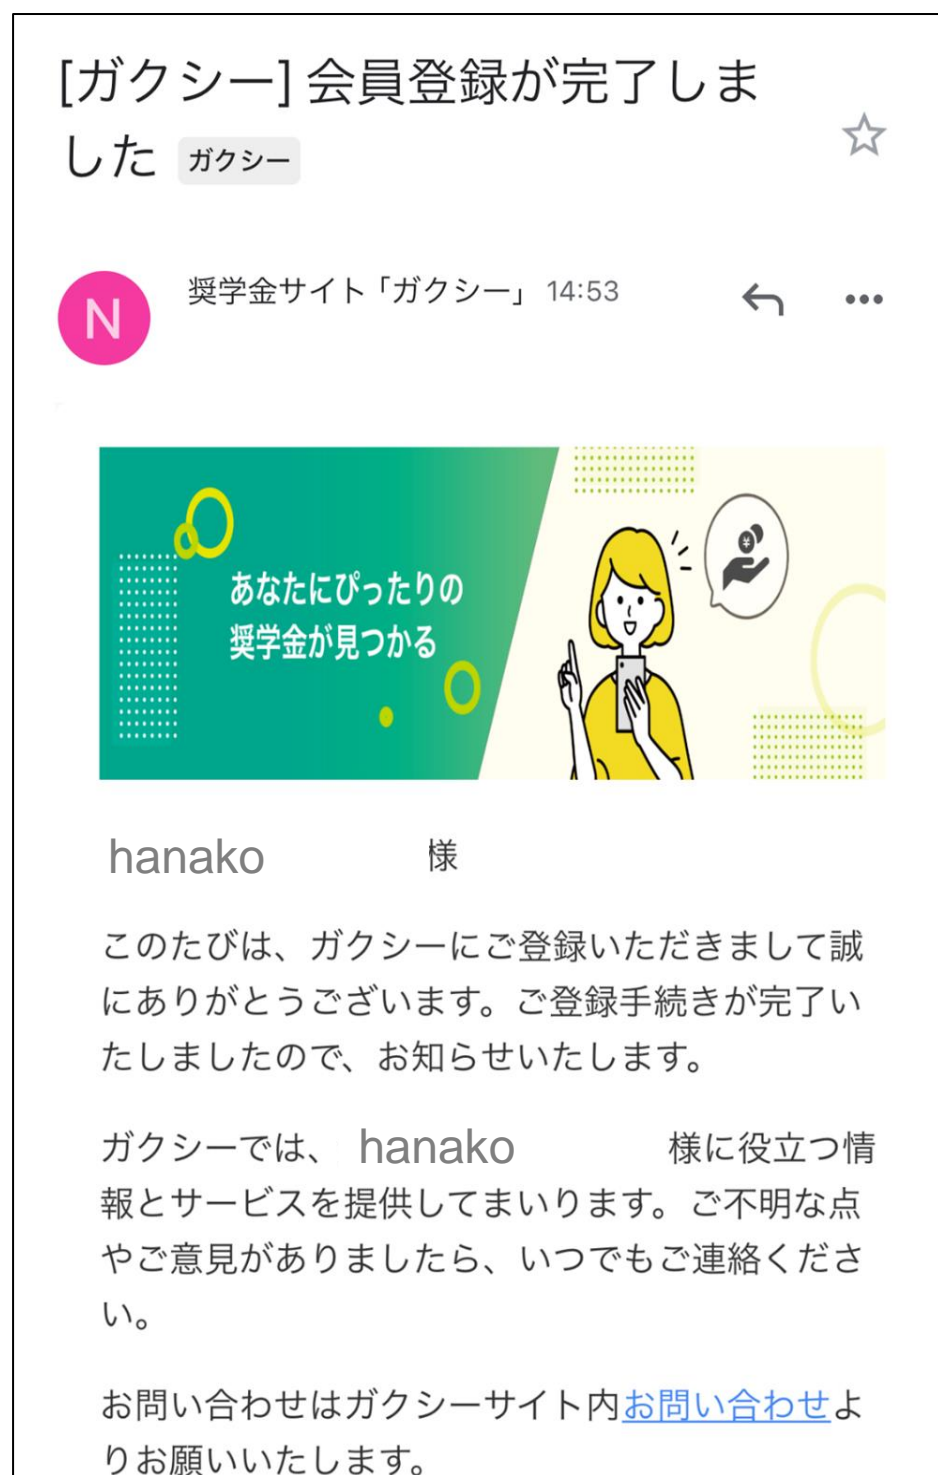 [ガクシー] 会員登録が完了しま
した ガクシー
N
奨学金サイト「ガクシー」 14:53
あなたにぴったりの
奨学金が見つかる
¥
hanako 様
このたびは、ガクシーにご登録いただきまして誠
にありがとうございます。ご登録手続きが完了い
たしましたので、お知らせいたします。
ガクシーでは、 hanako 様に役立つ情
報とサービスを提供してまいります。ご不明な点
やご意見がありましたら、いつでもご連絡くださ
い。
お問い合わせはガクシーサイト内お問い合わせよ
りお願いいたします。